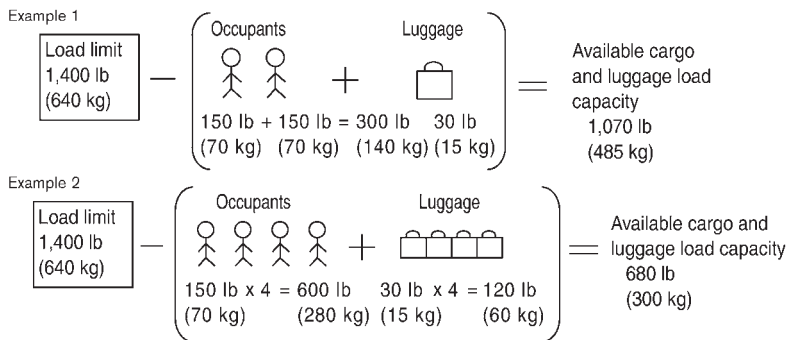 Example 1
Load limit
1,400 lb
(640 kg)
Occupants
Luggage
150 lb + 150 lb = 300 lb 30 lb
(70 kg) (70 kg) (140 kg) (15 kg)
Available cargo
and luggage load
capacity
1,070 lb
(485 kg)
Example 2
Load limit
1,400 lb
(640 kg)
Occupants
Luggage
150 lb x 4 = 600 lb 30 lb x 4 = 120 lb
(70 kg) (280 kg) (15 kg) (60 kg)
Available cargo and
luggage load capacity
680 lb
(300 kg)